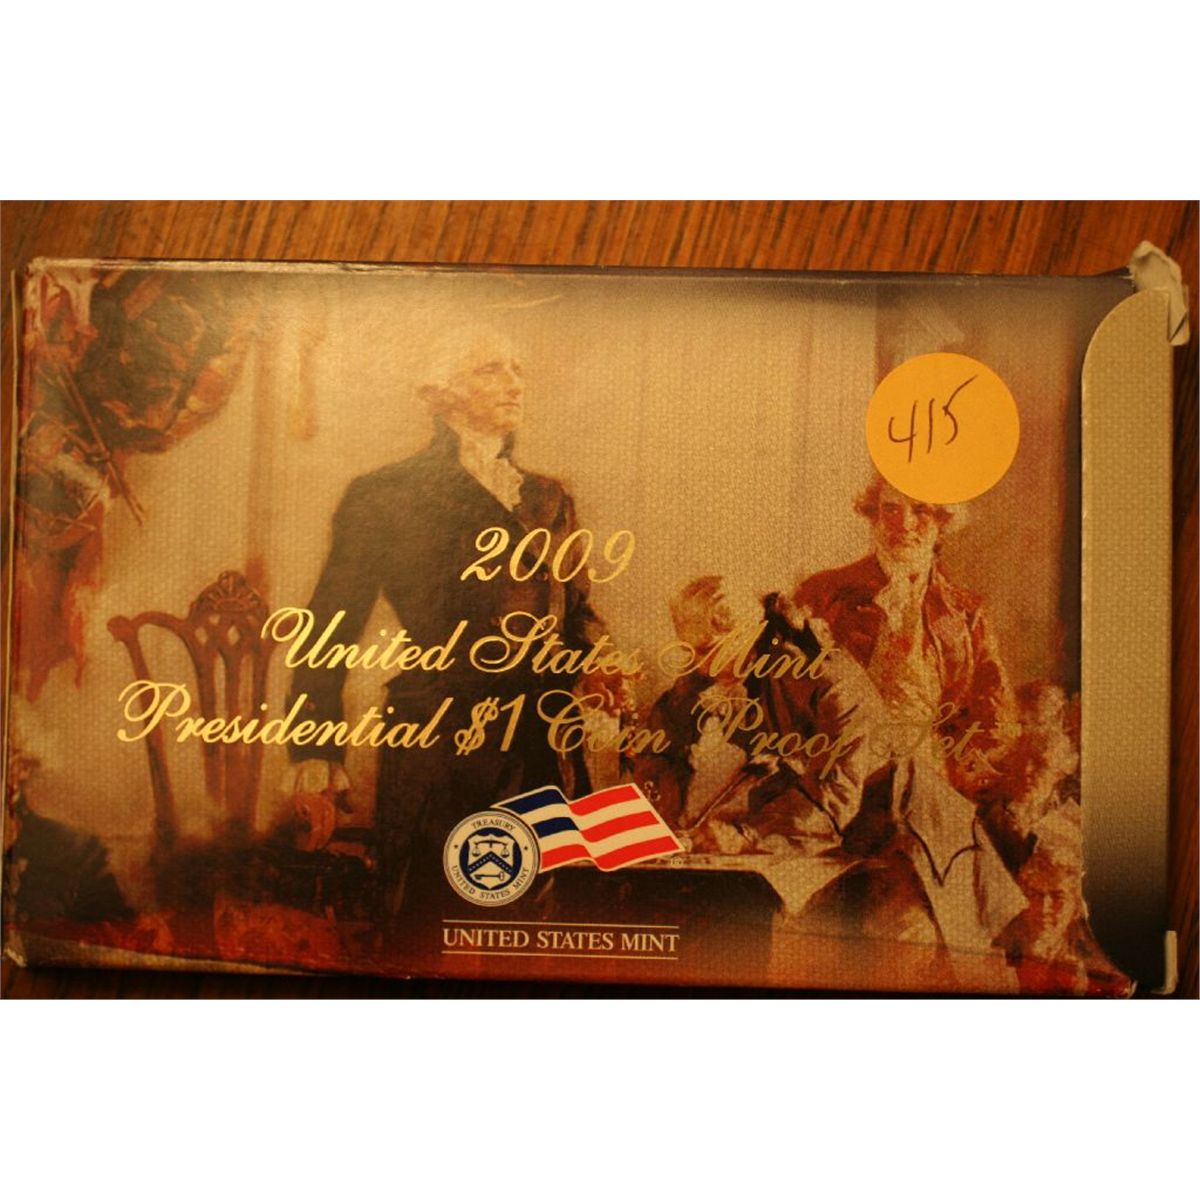 415
2009
United States Mint
Presidential $1 Coin Proof Set
TREASURY
UNITED STATES MINT
UNITED STATES MINT